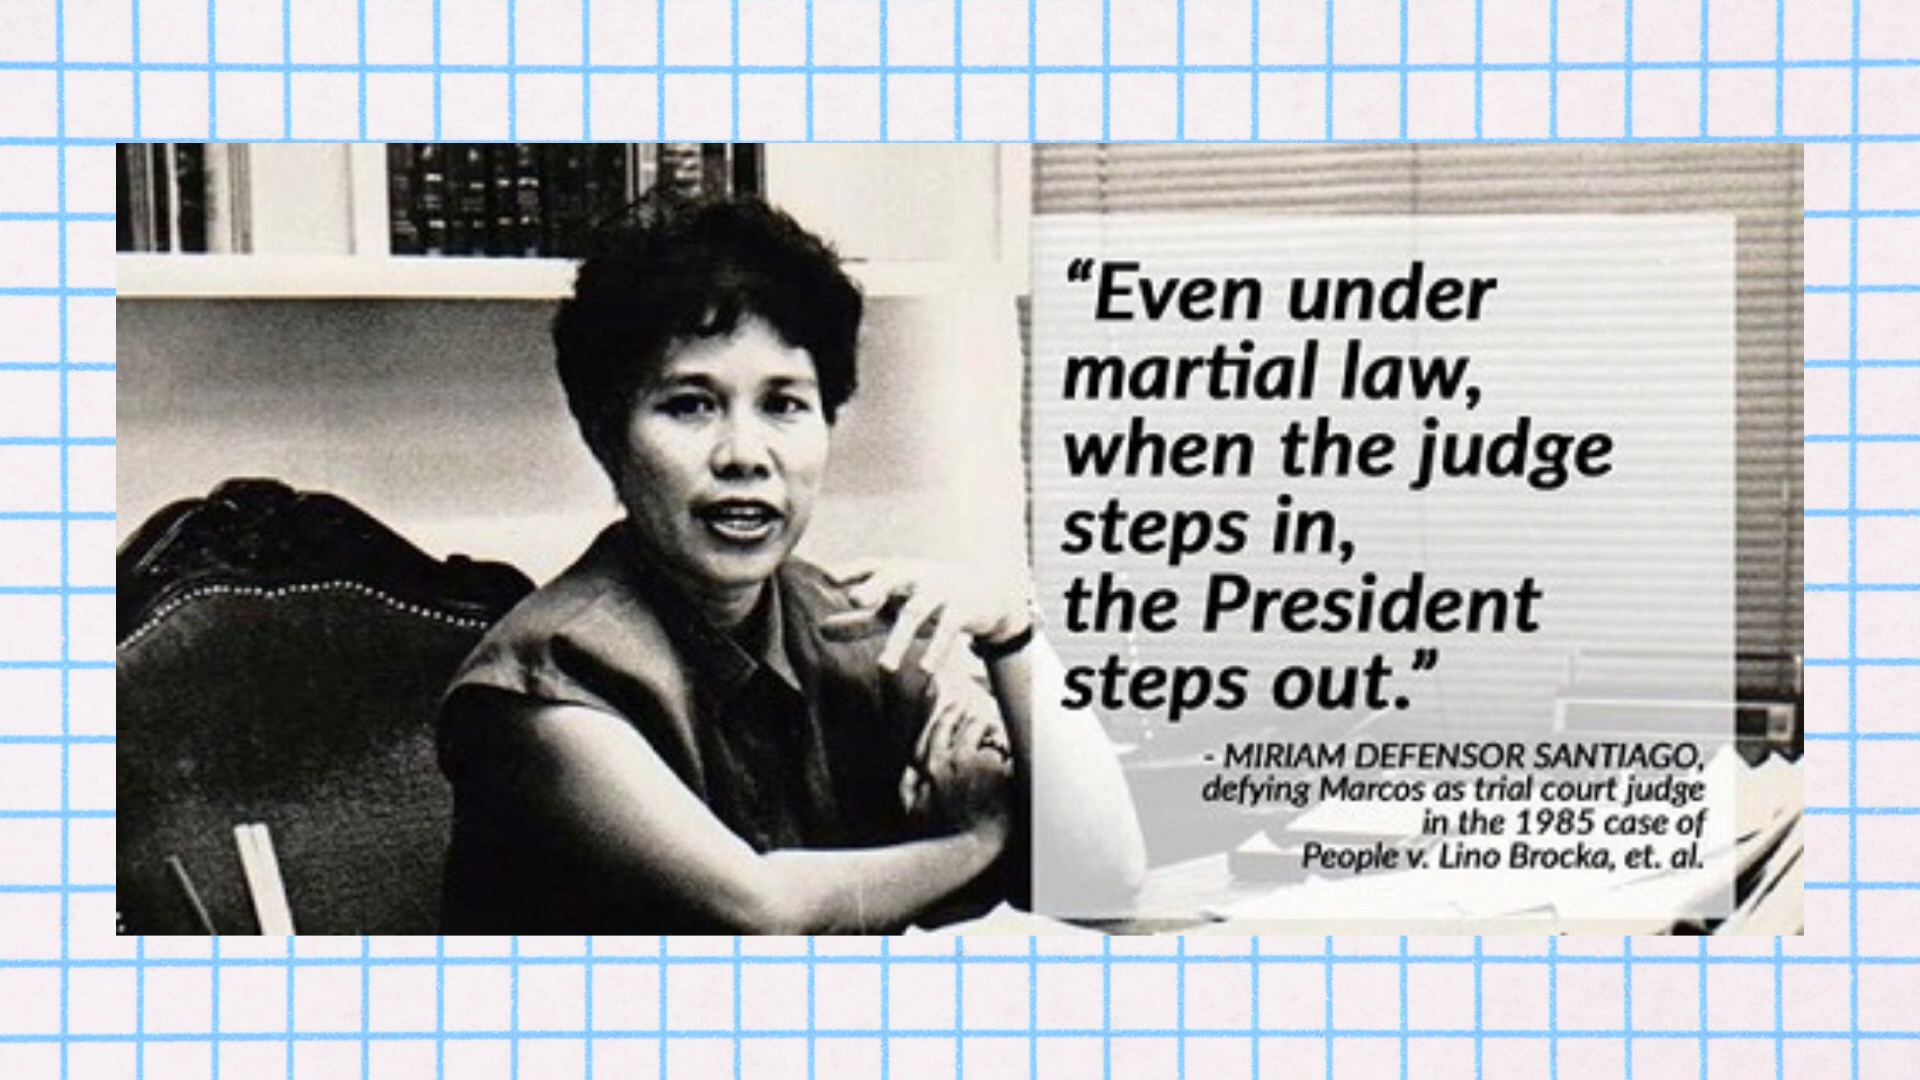 “Even under
martial law,
when the judge
steps in,
the President
steps out.”
- MIRIAM DEFENSOR SANTIAGO,
defying Marcos as trial court judge
in the 1985 case of
People v. Lino Brocka, et. al.